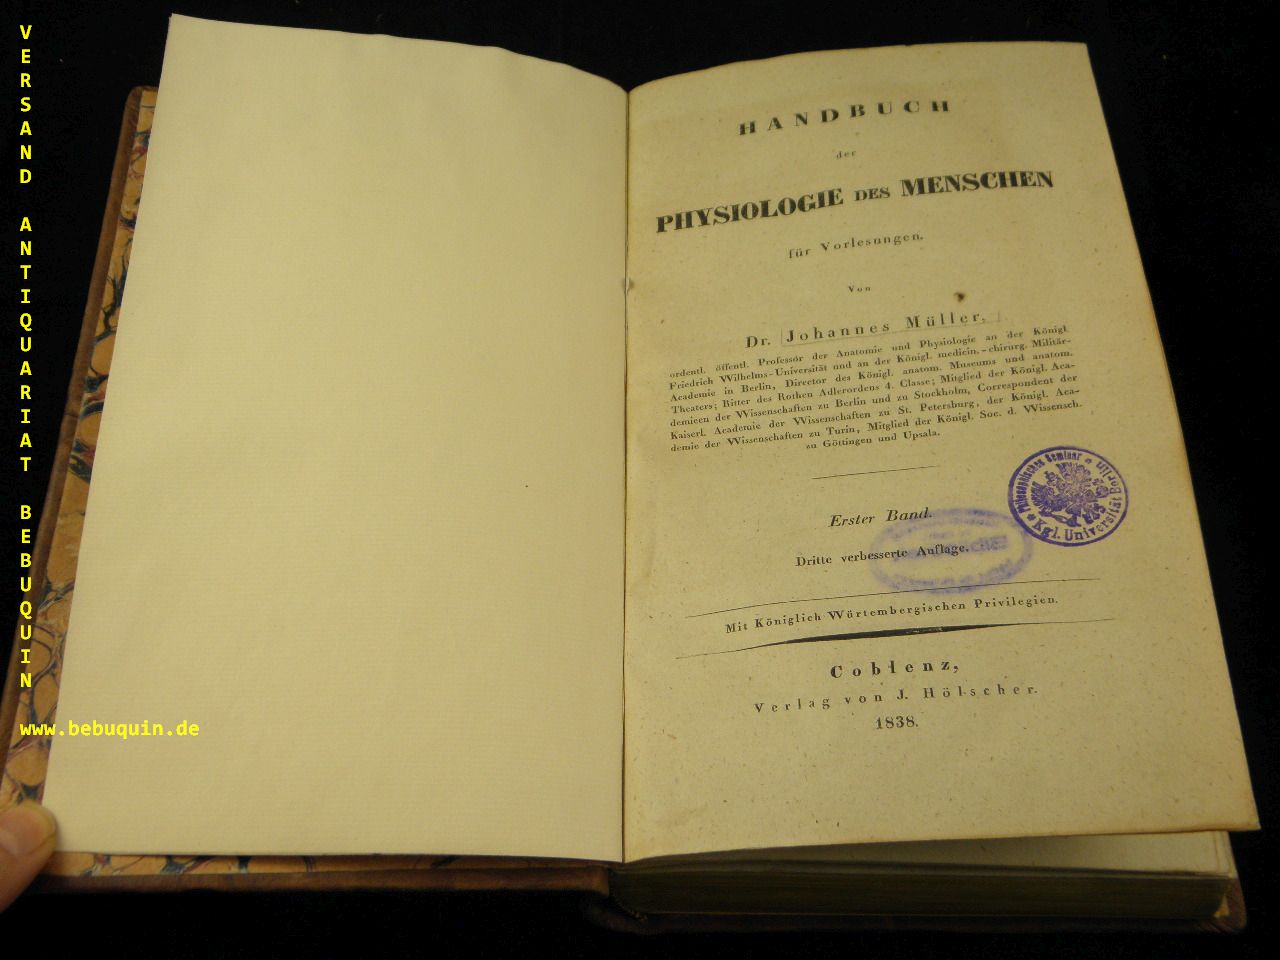 VERSAND ANTIQUARIAT BEBUQUIN
www.bebuquin.de
HANDBUCH
der
PHYSIOLOGIE DES MENSCHEN
für Vorlesungen.
Von
Dr. Johannes Müller,
ordentl. öffentl. Professor der Anatomie und Physiologie an der Königl.
Friedrich Wilhelms-Universität und an der Königl. medicin.-chirurg. Militär-
Academie in Berlin, Director des Königl. anatom. Museums und anatom.
Theaters; Ritter des Rothen Adlerordens 4. Classe; Mitglied der Königl. Aca-
demieen der Wissenschaften zu Berlin und zu Stockholm, Correspondent der
Kaiserl. Academie der Wissenschaften zu St. Petersburg, der Königl. Aca-
demie der Wissenschaften zu Turin, Mitglied der Königl. Soc. d. Wissensch.
zu Göttingen und Upsala.
Philosophisches Seminar
Kgl. Universität Berlin
Erster Band.
Dritte verbesserte Auflage.
Mit Königlich Würtembergischen Privilegien.
Coblenz,
Verlag von J. Hölscher.
1838.